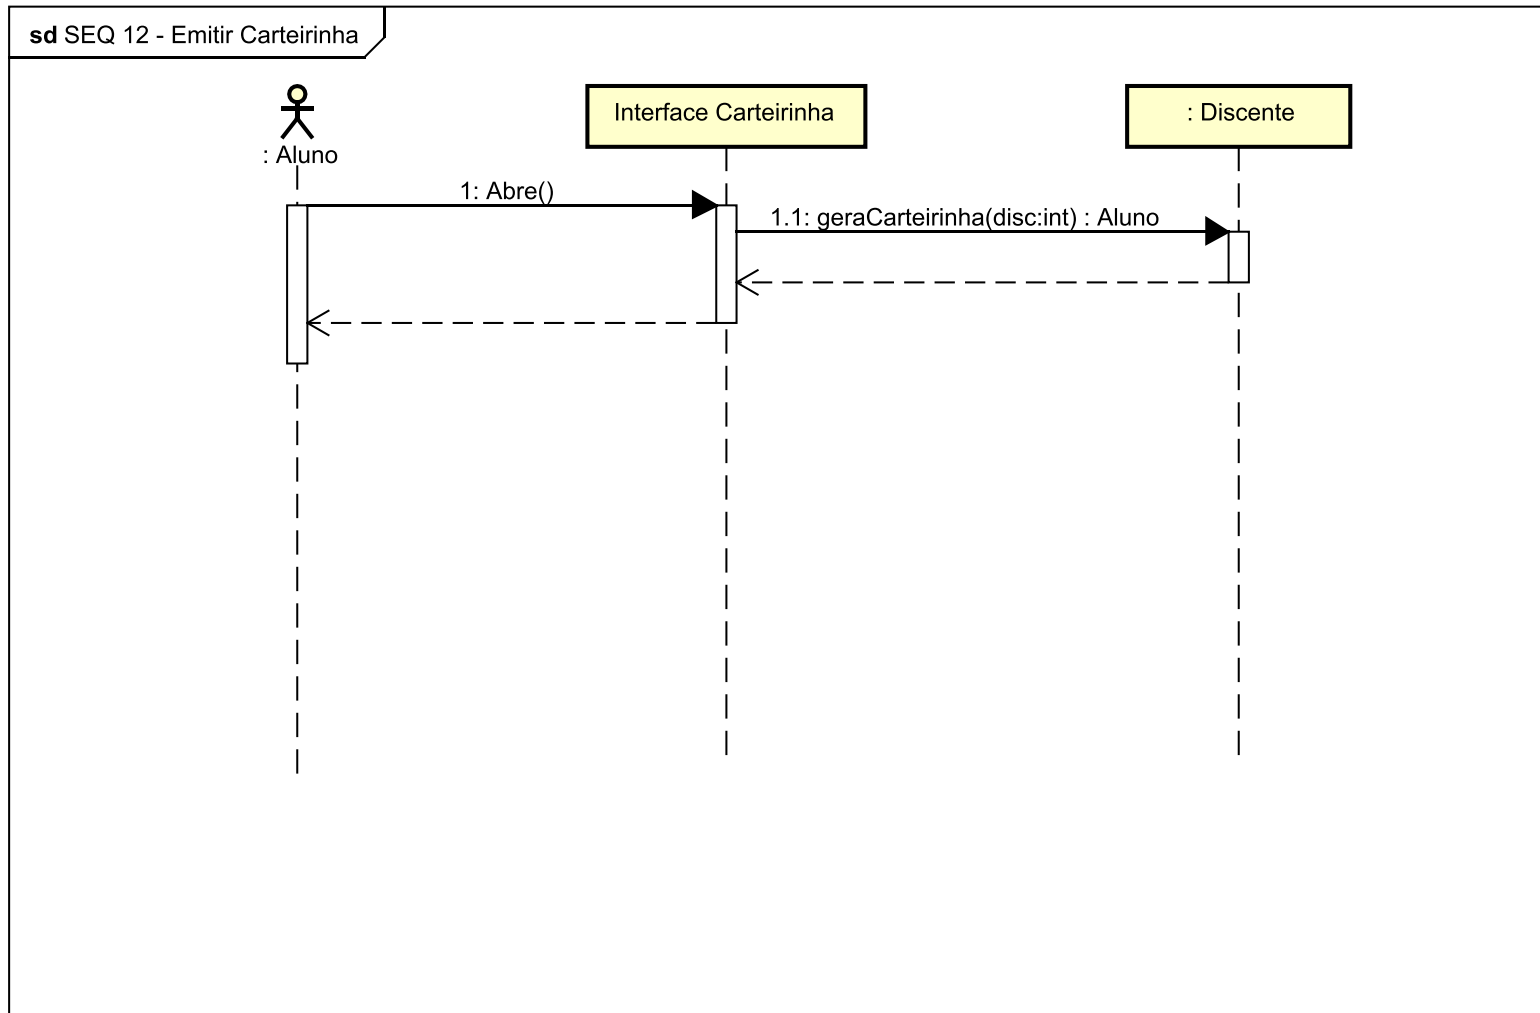 sd SEQ 12 - Emitir Carteirinha
Interface Carteirinha
: Discente
: Aluno
1: Abre()
1.1: geraCarteirinha(disc:int) : Aluno